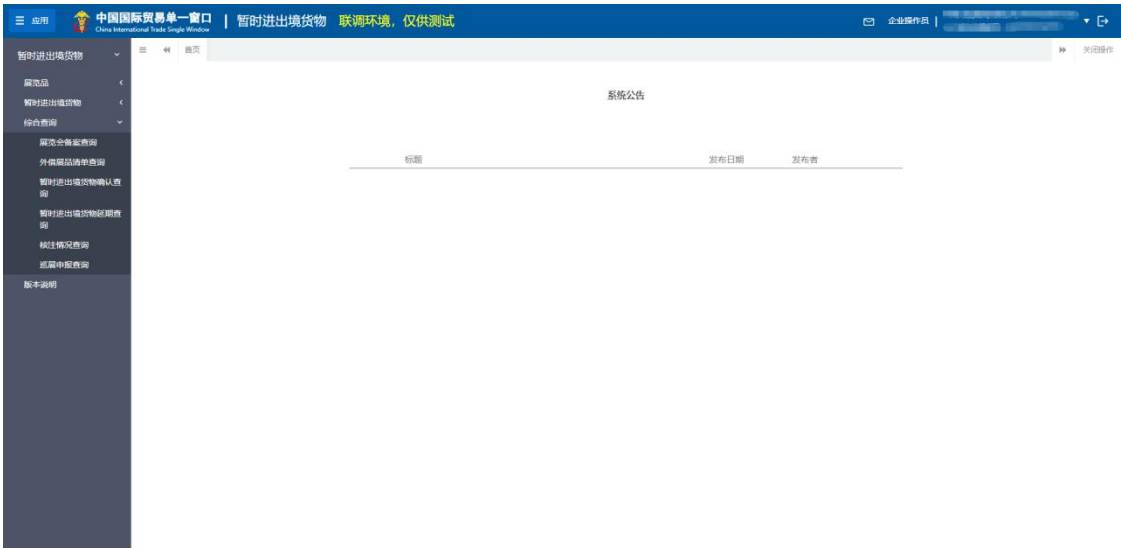 应用
中国国际贸易单一窗口
China International Trade Single Window
暂时进出境货物 联调环境，仅供测试
企业操作员
暂时进出境货物
首页
关闭操作
展览品
暂时进出境货物
综合查询
展览会备案查询
外借展品清单查询
暂时进出境货物确认查
询
暂时进出境货物延期查
询
核注情况查询
巡展申报查询
版本说明
系统公告
标题 发布日期 发布者